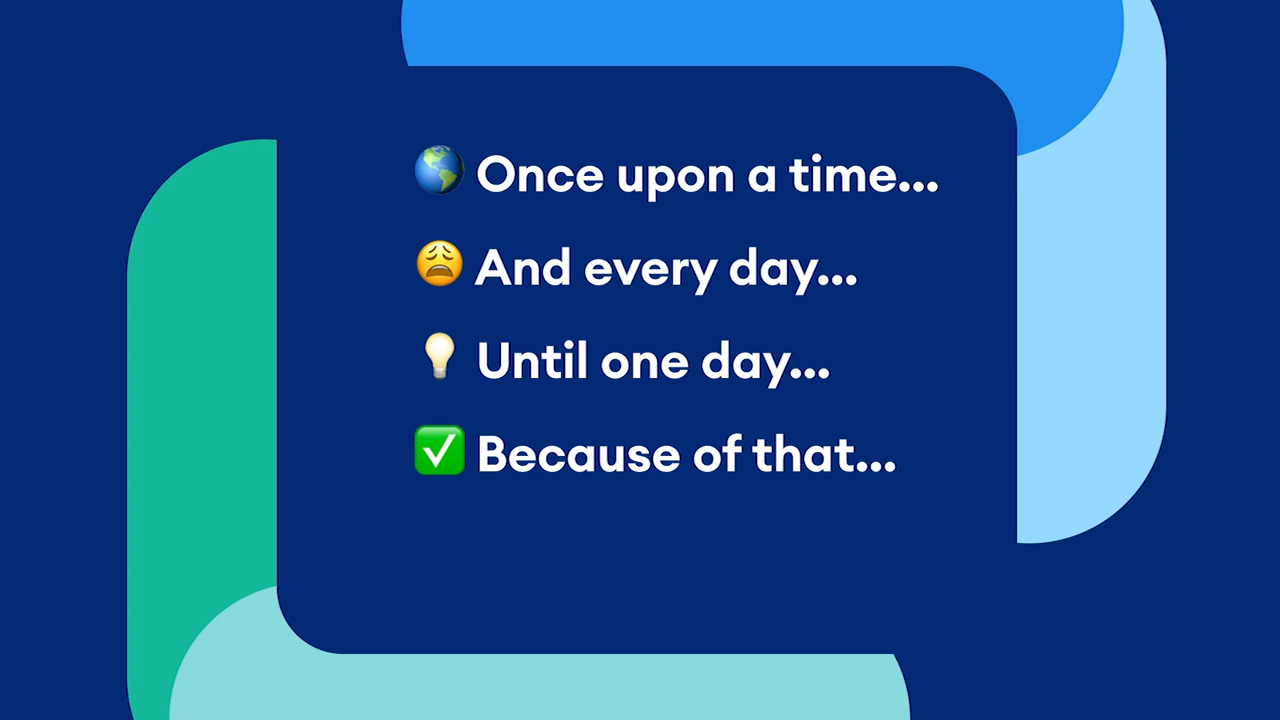 🌎 Once upon a time...
😩 And every day...
💡 Until one day...
✅ Because of that...